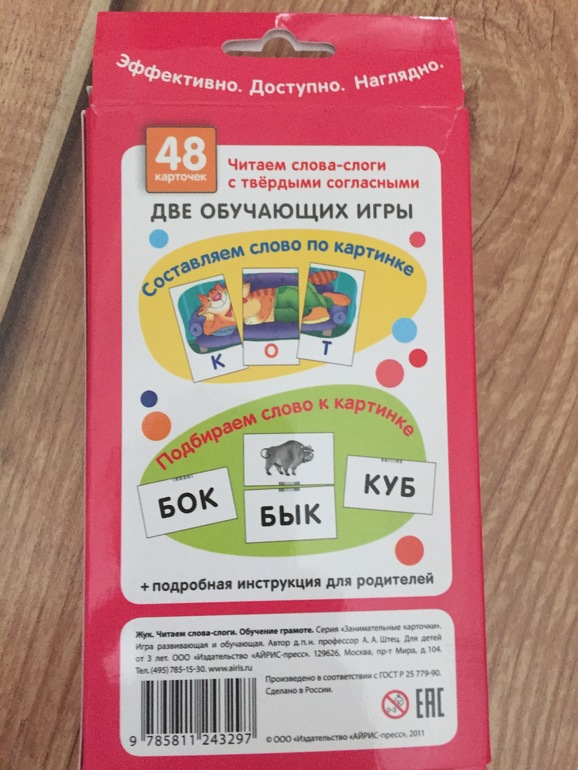 Эффективно. Доступно. Наглядно.
48
карточек
Читаем слова-слоги
с твёрдыми согласными
ДВЕ ОБУЧАЮЩИХ ИГРЫ
Составляем слово по картинке
К О Т
Подбираем слово к картинке
БОК
БЫК
КУБ
+ подробная инструкция для родителей
Жук. Читаем слова-слоги. Обучение грамоте. Серия «Занимательные карточки».
Игра развивающая и обучающая. Автор д.п.н. профессор А. А. Штец. Для детей
от 3 лет. ООО «Издательство «АЙРИС-пресс». 129626, Москва, пр-т Мира, д. 104.
Тел. (495) 785-15-30. www.airis.ru
Произведено в соответствии с ГОСТ Р 25 779-90.
Сделано в России.
0-3
EAC
9 785811 243297
© ООО «Издательство «АЙРИС-пресс», 2011